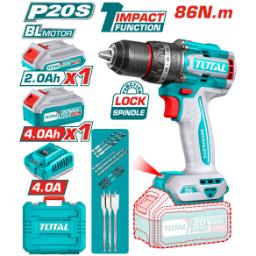 P20S
BL MOTOR
IMPACT
FUNCTION
86N.m
2.0Ah x1
4.0Ah x1
LOCK
SPINDLE
TOTAL
BRUSHLESS
4.0A
TOTAL
20V